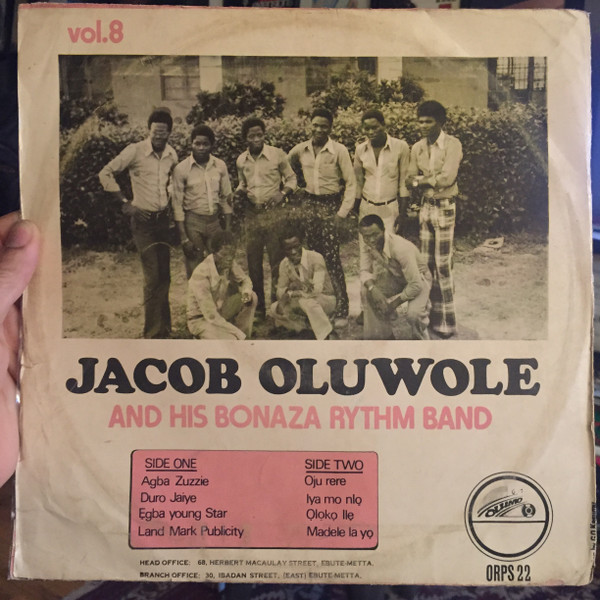 vol.8
JACOB OLUWOLE
AND HIS BONAZA RYTHM BAND
SIDE ONE
Agba Zuzzie
Duro Jaiye
Ẹgba young Star
Land Mark Publicity
SIDE TWO
Oju rere
Iya mo nlọ
Ọlọkọ Ilẹ
Madele la yọ
OLUMO
ORPS 22
HEAD OFFICE: 68, HERBERT MACAULAY STREET, EBUTE-METTA,
BRANCH OFFICE: 30, IBADAN STREET, (EAST) EBUTE-METTA.